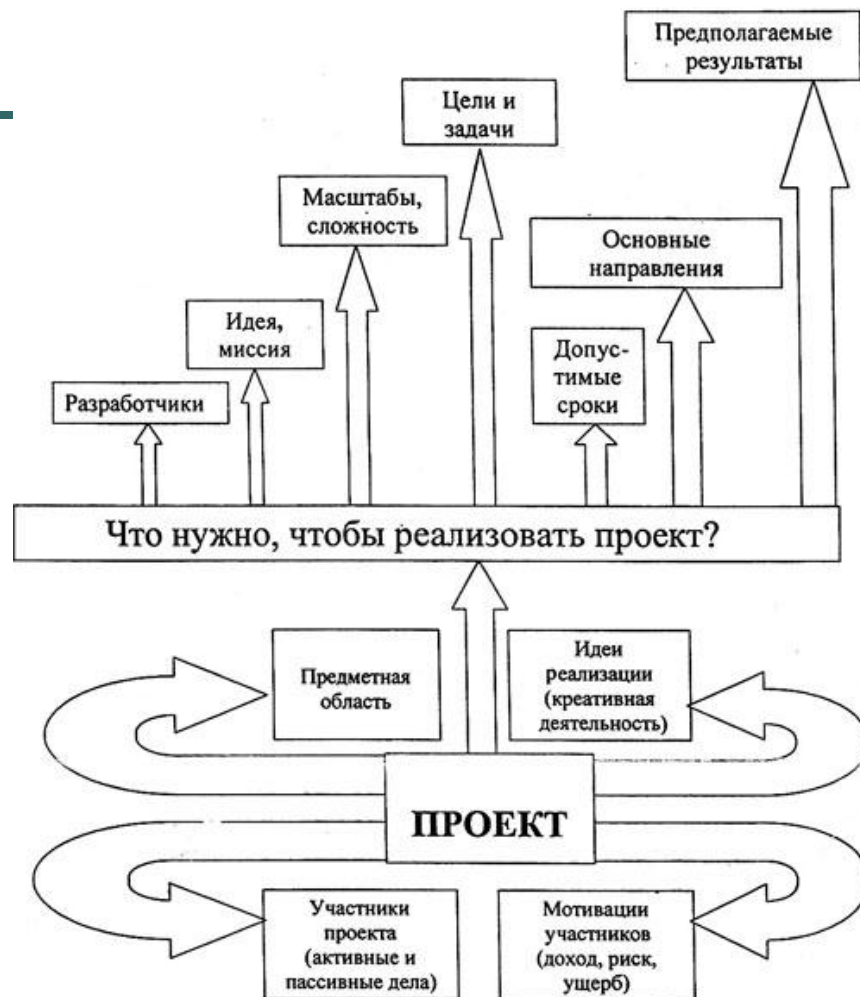 Предполагаемые
результаты
Цели и
задачи
Масштабы,
сложность
Основные
направления
Идея,
миссия
Допус-
тимые
сроки
Разработчики
Что нужно, чтобы реализовать проект?
Предметная
область
Идеи
реализации
(креативная
деятельность)
ПРОЕКТ
Участники
проекта
(активные и
пассивные дела)
Мотивации
участников
(доход, риск,
ущерб)